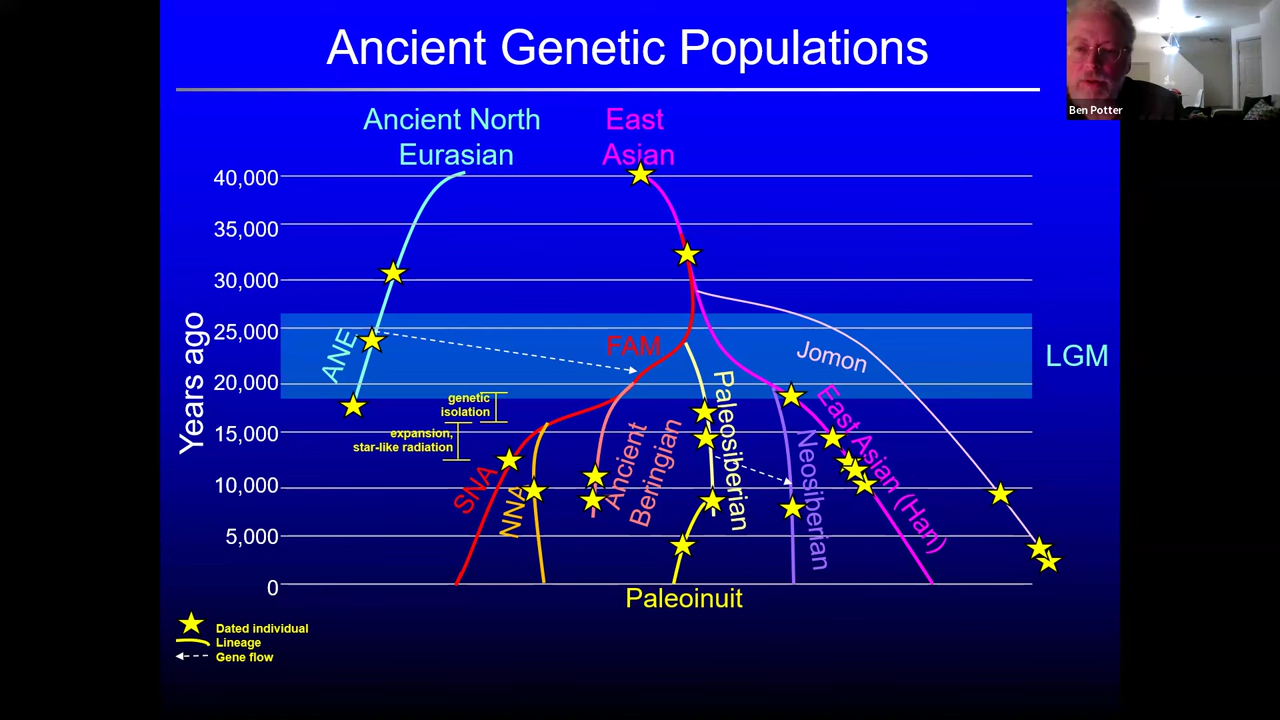 Ancient Genetic Populations
Ben Potter
Ancient North
Eurasian
East
Asian
40,000
35,000
30,000
25,000
20,000
15,000
10,000
5,000
0
Years ago
ANE
FAM
LGM
Jomon
genetic
isolation
expansion,
star-like radiation
SNA
NNA
Ancient
Beringian
Paleosiberian
Neosiberian
East Asian (Han)
Paleoinuit
Dated individual
Lineage
Gene flow